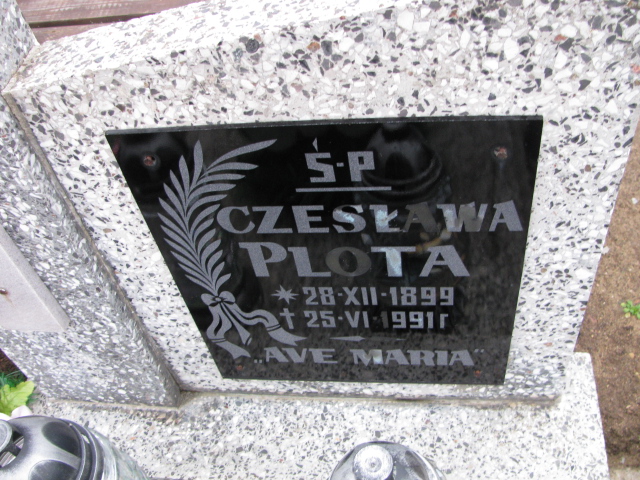 Ś-P
CZESŁAWA
PLOTA
* 28·XII·1899
† 25·VI·1991r
„AVE MARIA"